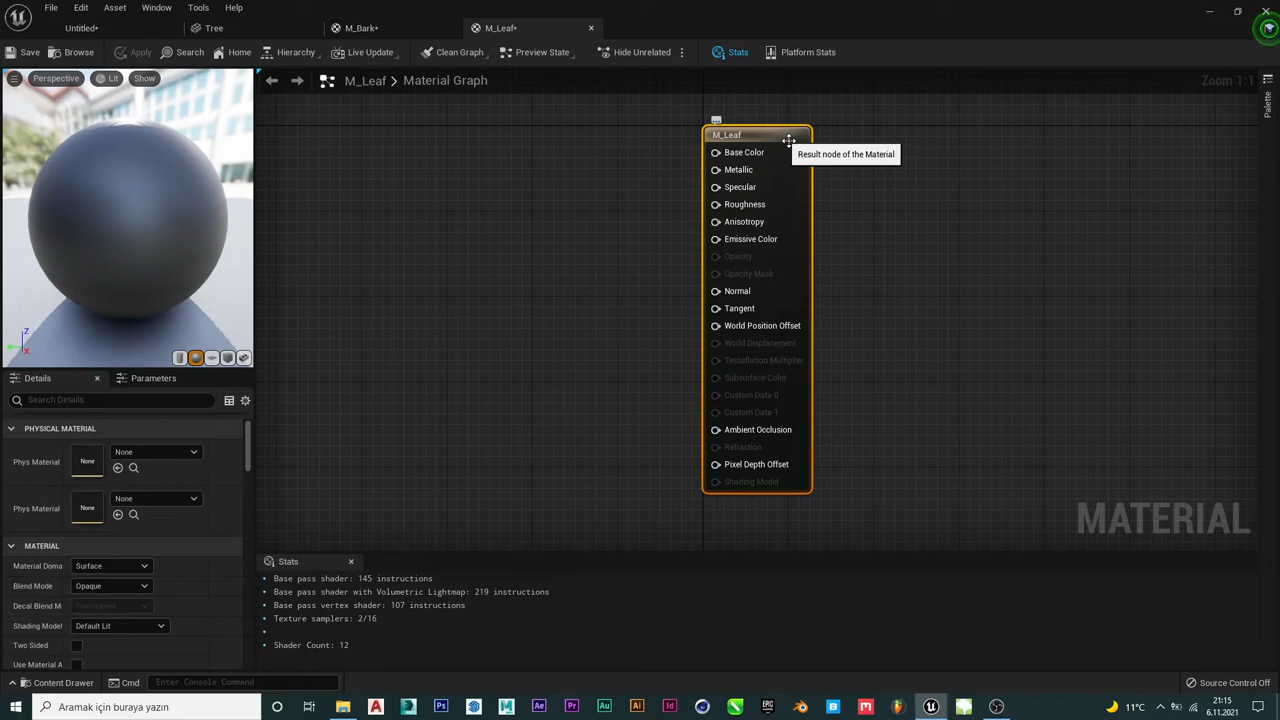 File Edit Asset Window Tools Help
Untitled*
Tree
M_Bark*
M_Leaf*
Save
Browse
Apply
Search
Home
Hierarchy
Live Update
Clean Graph
Preview State
Hide Unrelated
Stats
Platform Stats
Perspective
Lit
Show
M_Leaf
Material Graph
Zoom 1:1
Palette
M_Leaf
Result node of the Material
Base Color
Metallic
Specular
Roughness
Anisotropy
Emissive Color
Opacity
Opacity Mask
Normal
Tangent
World Position Offset
World Displacement
Tessellation Multiplier
Subsurface Color
Custom Data 0
Custom Data 1
Ambient Occlusion
Refraction
Pixel Depth Offset
Shading Model
MATERIAL
Z
X
Details
Parameters
Search Details
PHYSICAL MATERIAL
Phys Material
None
None
Phys Material
None
None
MATERIAL
Material Doma
Surface
Blend Mode
Opaque
Decal Blend M
Translucent
Shading Model
Default Lit
Two Sided
Use Material A
Stats
Base pass shader: 145 instructions
Base pass shader with Volumetric Lightmap: 219 instructions
Base pass vertex shader: 107 instructions
Texture samplers: 2/16
Shader Count: 12
Content Drawer
Cmd
Enter Console Command
Source Control Off
Aramak için buraya yazın
11°C
21:15
6.11.2021